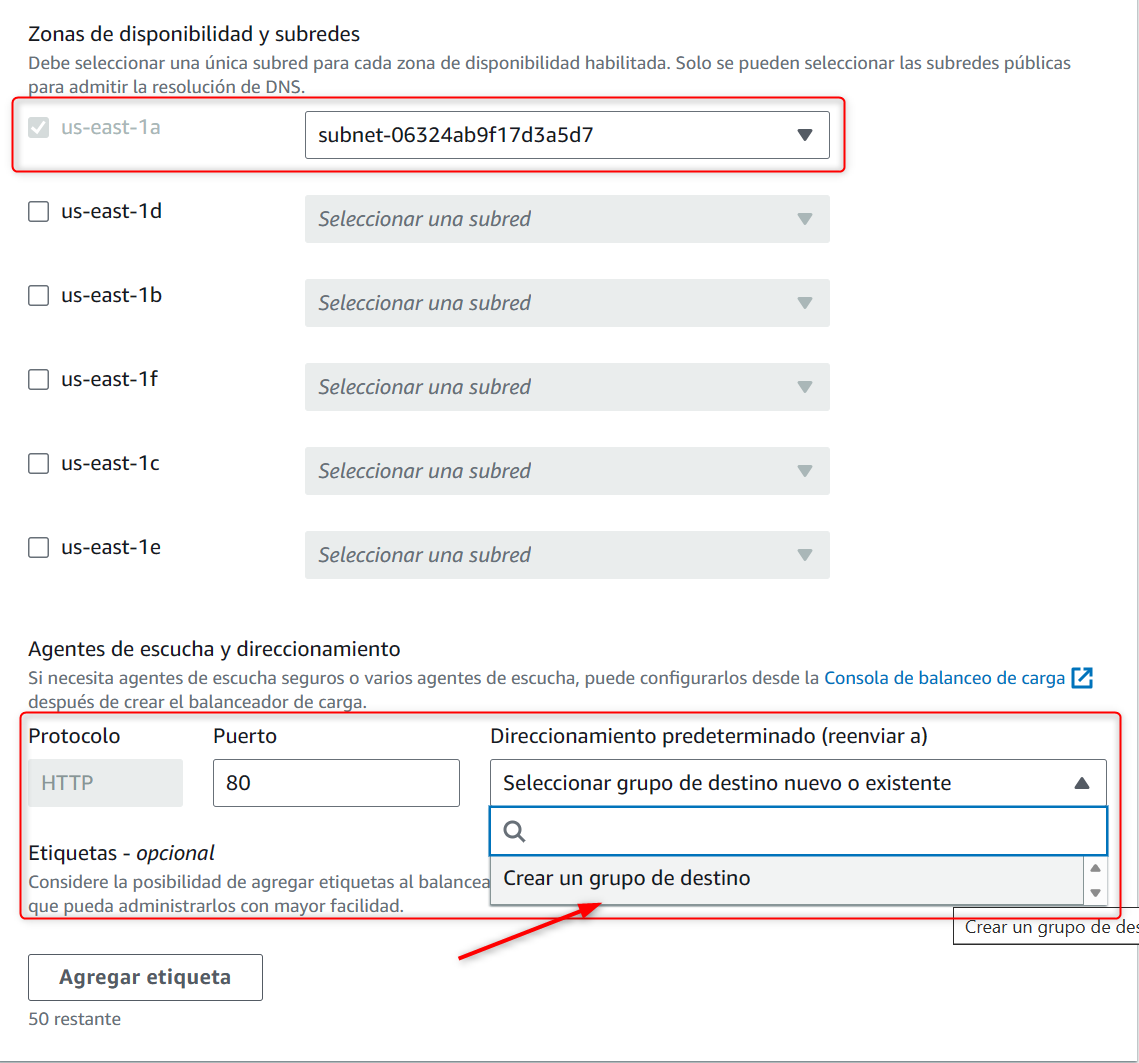 Zonas de disponibilidad y subredes
Debe seleccionar una única subred para cada zona de disponibilidad habilitada. Solo se pueden seleccionar las subredes públicas
para admitir la resolución de DNS.
us-east-1a
subnet-06324ab9f17d3a5d7
us-east-1d
Seleccionar una subred
us-east-1b
Seleccionar una subred
us-east-1f
Seleccionar una subred
us-east-1c
Seleccionar una subred
us-east-1e
Seleccionar una subred
Agentes de escucha y direccionamiento
Si necesita agentes de escucha seguros o varios agentes de escucha, puede configurarlos desde la Consola de balanceo de carga
después de crear el balanceador de carga.
Protocolo
Puerto
Direccionamiento predeterminado (reenviar a)
HTTP
80
Seleccionar grupo de destino nuevo o existente
Etiquetas - opcional
Considere la posibilidad de agregar etiquetas al balancea
Crear un grupo de destino
que pueda administrarlos con mayor facilidad.
Crear un grupo de des
Agregar etiqueta
50 restante